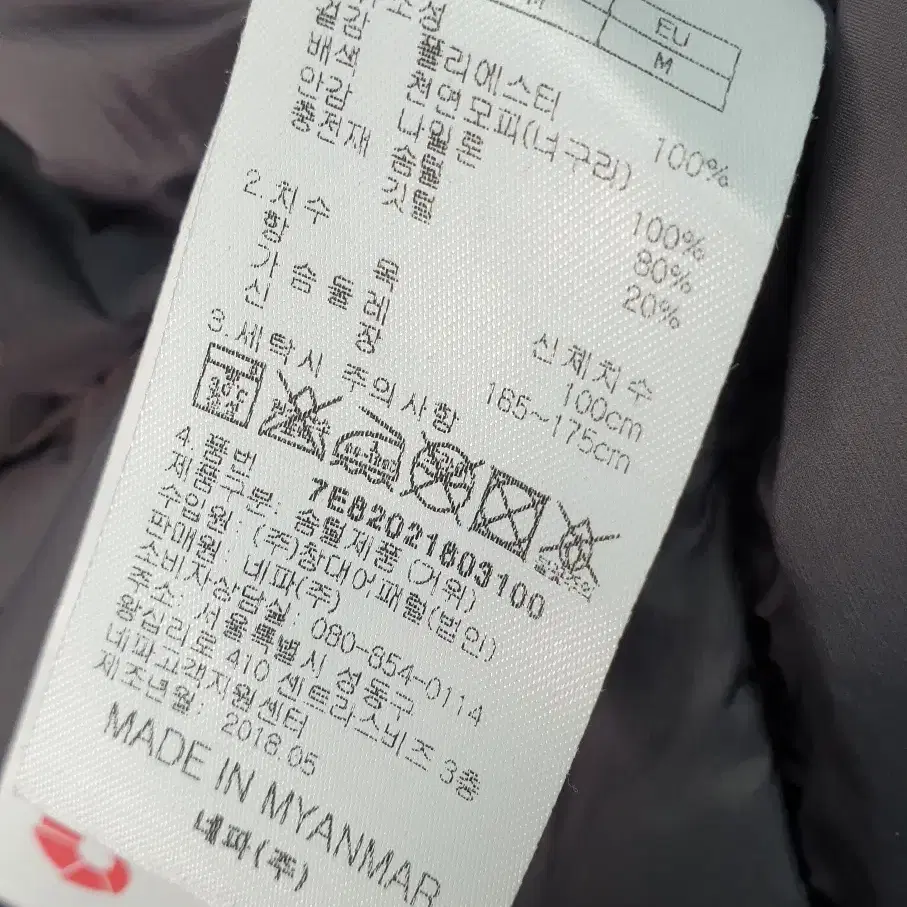 EU
M
겉감 폴리에스터 100%
배색 천연모피(너구리)
안감 나일론 100%
충전재 솜털 80%
깃털 20%
2.치수
항 목 신체치수
가슴둘레 100cm
신 장 165~175cm
3.세탁시 주의사항
30℃ 중성
4.품번 7E82021803100
제품구분: 솜털제품 (거위)
수입원: (주)창대어패럴(법인)
판매원: 네파(주)
소비자상담실: 080-854-0114
주소: 서울특별시 성동구
왕십리로 410 센트라스비즈 3층
네파고객지원센터
제조년월: 2018.05
MADE IN MYANMAR
네파(주)